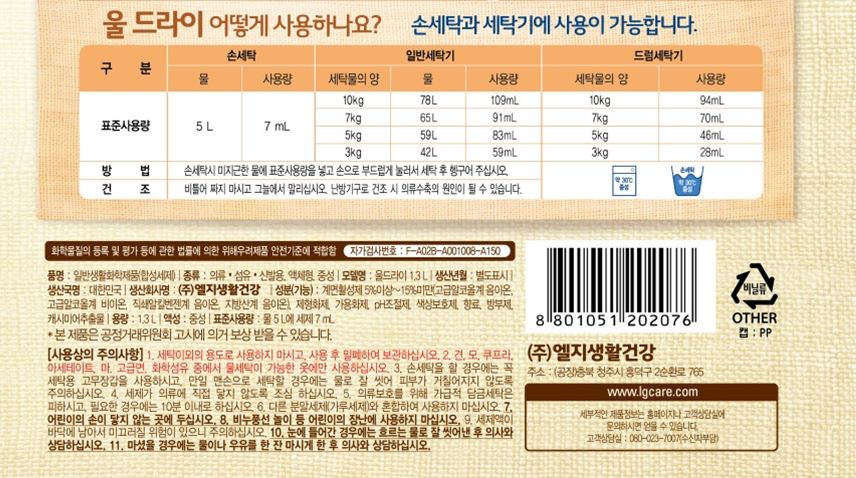 울 드라이 어떻게 사용하나요? 손세탁과 세탁기에 사용이 가능합니다.
구 분 손세탁 일반세탁기 드럼세탁기
물 사용량 세탁물의 양 물 사용량 세탁물의 양 사용량
표준사용량 5 L 7 mL
10kg 78L 109mL 10kg 94mL
7kg 65L 91mL 7kg 70mL
5kg 59L 83mL 5kg 46mL
3kg 42L 59mL 3kg 28mL
방 법 손세탁시 미지근한 물에 표준사용량을 넣고 손으로 부드럽게 눌러서 세탁 후 헹구어 주십시오.
건 조 비틀어 짜지 마시고 그늘에서 말리십시오. 난방기구로 건조 시 의류수축의 원인이 될 수 있습니다.
약 30℃ 중성
손세탁 약 30℃ 중성
화학물질의 등록 및 평가 등에 관한 법률에 의한 위해우려제품 안전기준에 적합함 자가검사번호 : F-A02B-A001008-A150
품명 : 일반생활화학제품(합성세제) | 종류 : 의류 • 섬유 • 신발용, 액체형, 중성 | 모델명 : 울드라이 1.3 L | 생산년월 : 별도표시 |
생산국명 : 대한민국 | 생산회사명 : (주)엘지생활건강 | 성분(기능) : 계면활성제 5%이상~15%미만(고급알코올계 음이온,
고급알코올계 비이온, 직쇄알킬벤젠계 음이온, 지방산계 음이온), 제형화제, 가용화제, pH조절제, 색상보호제, 향료, 방부제,
캐시미어추출물 | 용량 : 1.3 L | 액성 : 중성 | 표준사용량 : 물 5 L에 세제 7 mL
* 본 제품은 공정거래위원회 고시에 의거 보상 받을 수 있습니다.
[사용상의 주의사항] 1. 세탁이외의 용도로 사용하지 마시고, 사용 후 밀폐하여 보관하십시오. 2. 견, 모, 큐프라,
아세테이트, 마, 고급면, 화학섬유 중에서 물세탁이 가능한 옷에만 사용하십시오. 3. 손세탁을 할 경우에는 꼭
세탁용 고무장갑을 사용하시고, 만일 맨손으로 세탁할 경우에는 물로 잘 씻어 피부가 거칠어지지 않도록
주의하십시오. 4. 세제가 의류에 직접 닿지 않도록 조심 하십시오. 5. 의류보호를 위해 가급적 담금세탁은
피하시고, 필요한 경우에는 10분 이내로 하십시오. 6. 다른 분말세제(가루세제)와 혼합하여 사용하지 마십시오. 7.
어린이의 손이 닿지 않는 곳에 두십시오. 8. 비누풍선 놀이 등 어린이의 장난에 사용하지 마십시오. 9. 세제액이
바닥에 남아서 미끄러질 위험이 있으니 주의하십시오. 10. 눈에 들어간 경우에는 흐르는 물로 잘 씻어낸 후 의사와
상담하십시오. 11. 마셨을 경우에는 물이나 우유를 한 잔 마시게 한 후 의사와 상담하십시오.
8 801051 202076
비닐류
OTHER
캡 : PP
(주)엘지생활건강
주소 : (공장)충북 청주시 흥덕구 2순환로 765
www.lgcare.com
세부적인 제품정보는 홈페이지나 고객상담실에
문의하시면 얻을 수 있습니다.
고객상담실 : 080-023-7007(수신자부담)